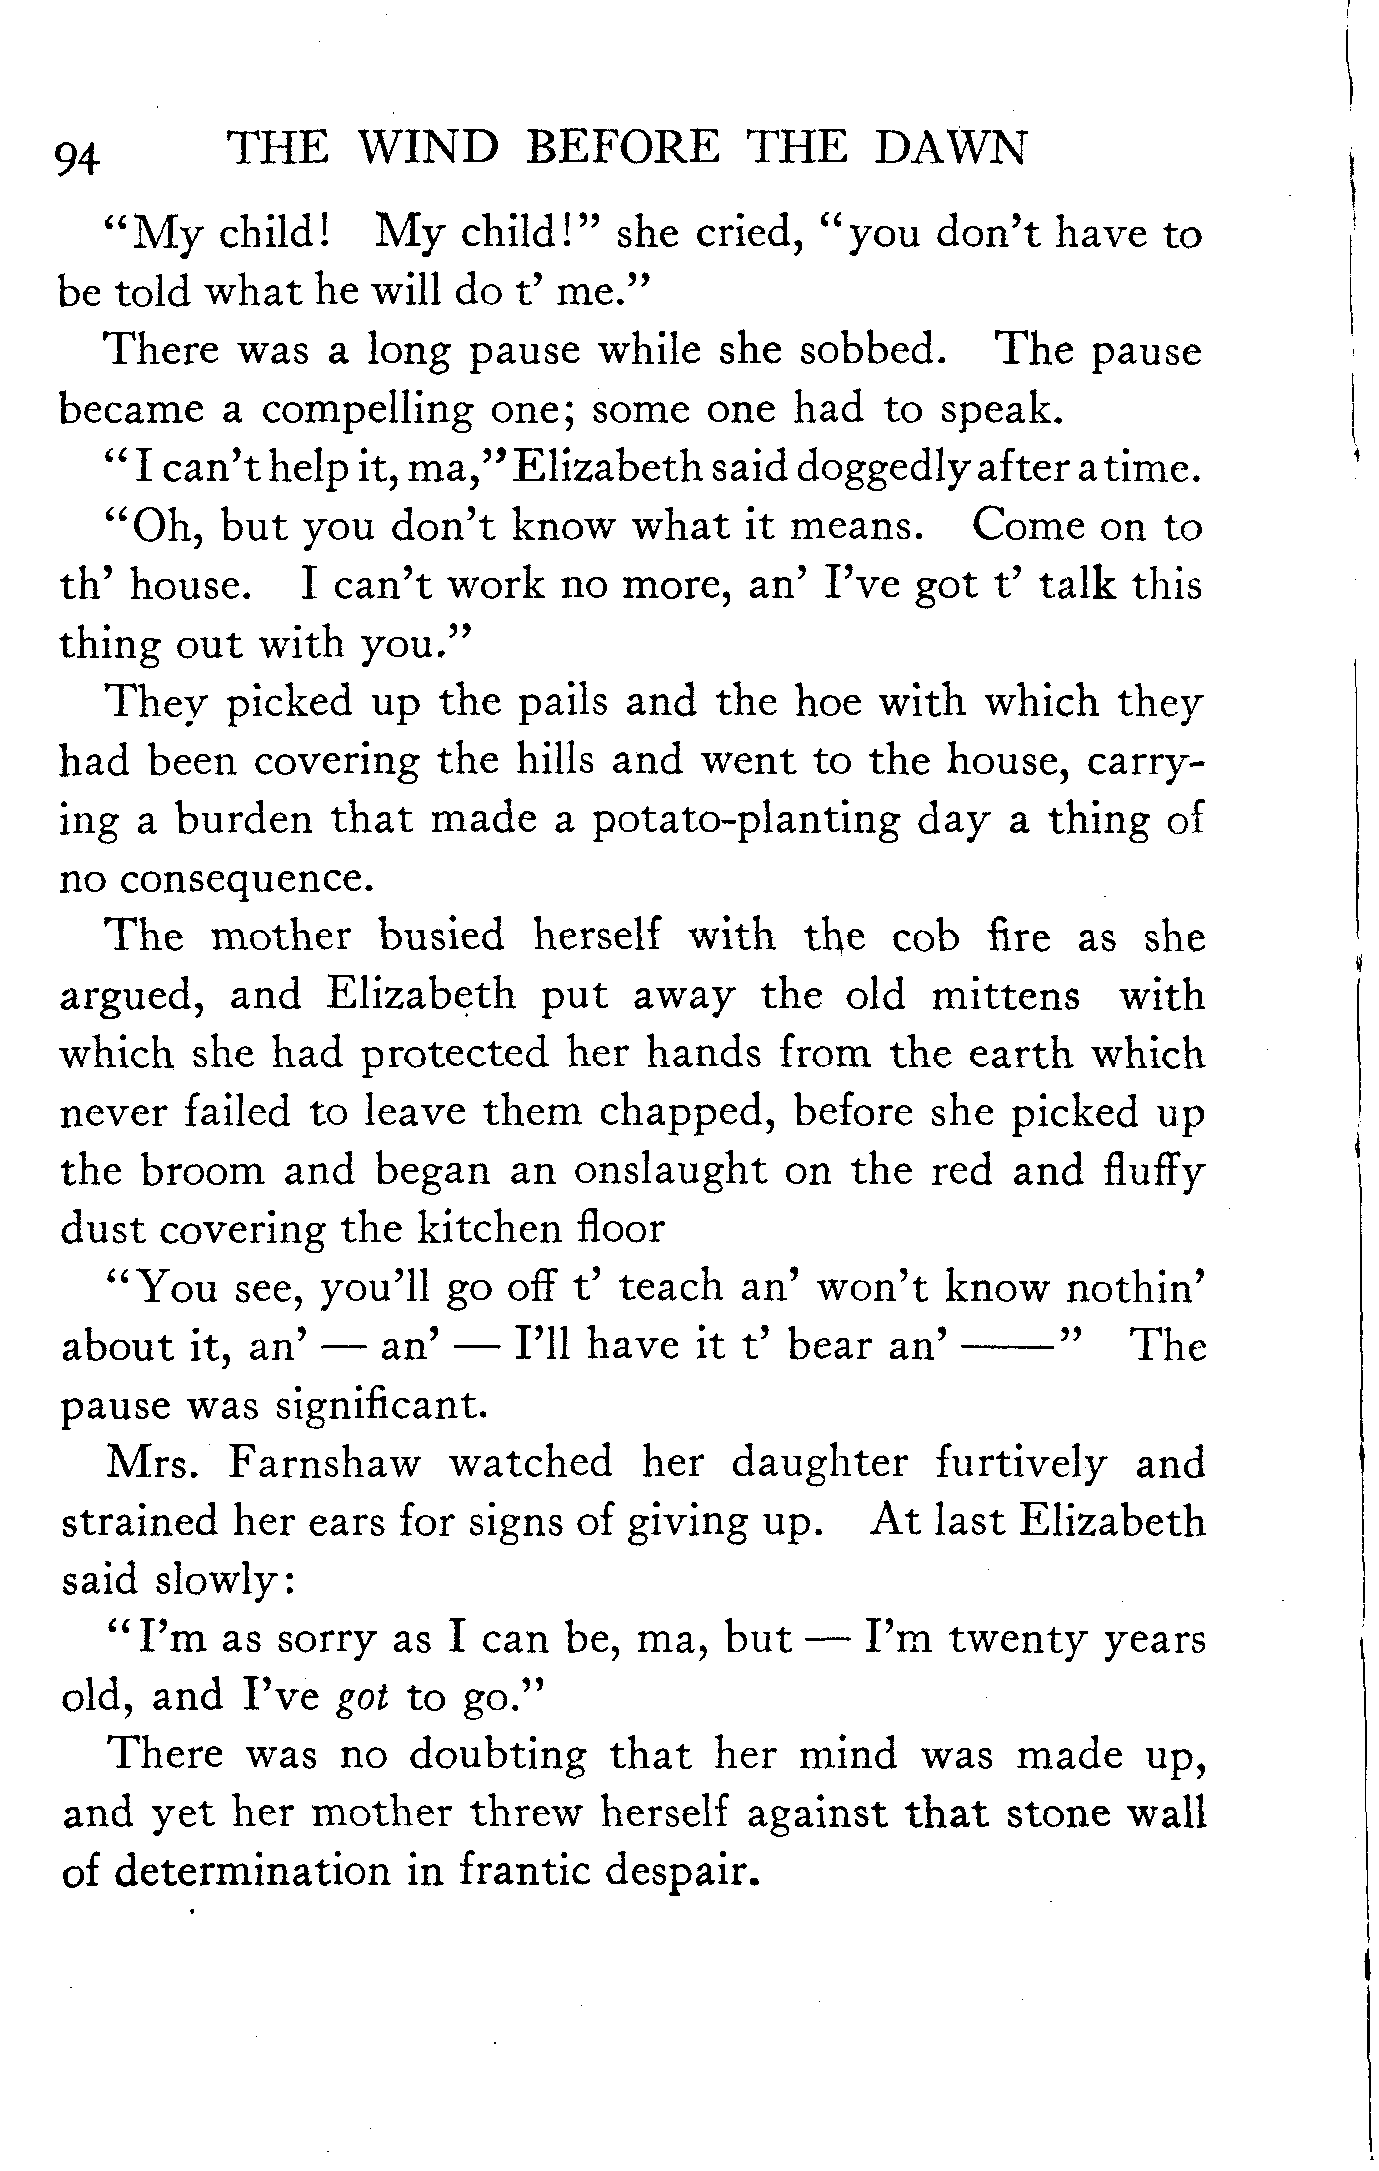 94 THE WIND BEFORE THE DAWN
“My child! My child!” she cried, “you don’t have to
be told what he will do t’ me.”
There was a long pause while she sobbed. The pause
became a compelling one; some one had to speak.
“I can’t help it, ma,” Elizabeth said doggedly after a time.
“Oh, but you don’t know what it means. Come on to
th’ house. I can’t work no more, an’ I’ve got t’ talk this
thing out with you.”
They picked up the pails and the hoe with which they
had been covering the hills and went to the house, carry-
ing a burden that made a potato-planting day a thing of
no consequence.
The mother busied herself with the cob fire as she
argued, and Elizabeth put away the old mittens with
which she had protected her hands from the earth which
never failed to leave them chapped, before she picked up
the broom and began an onslaught on the red and fluffy
dust covering the kitchen floor
“You see, you’ll go off t’ teach an’ won’t know nothin’
about it, an’ — an’ — I’ll have it t’ bear an’ ——” The
pause was significant.
Mrs. Farnshaw watched her daughter furtively and
strained her ears for signs of giving up. At last Elizabeth
said slowly:
“I’m as sorry as I can be, ma, but — I’m twenty years
old, and I’ve got to go.”
There was no doubting that her mind was made up,
and yet her mother threw herself against that stone wall
of determination in frantic despair.